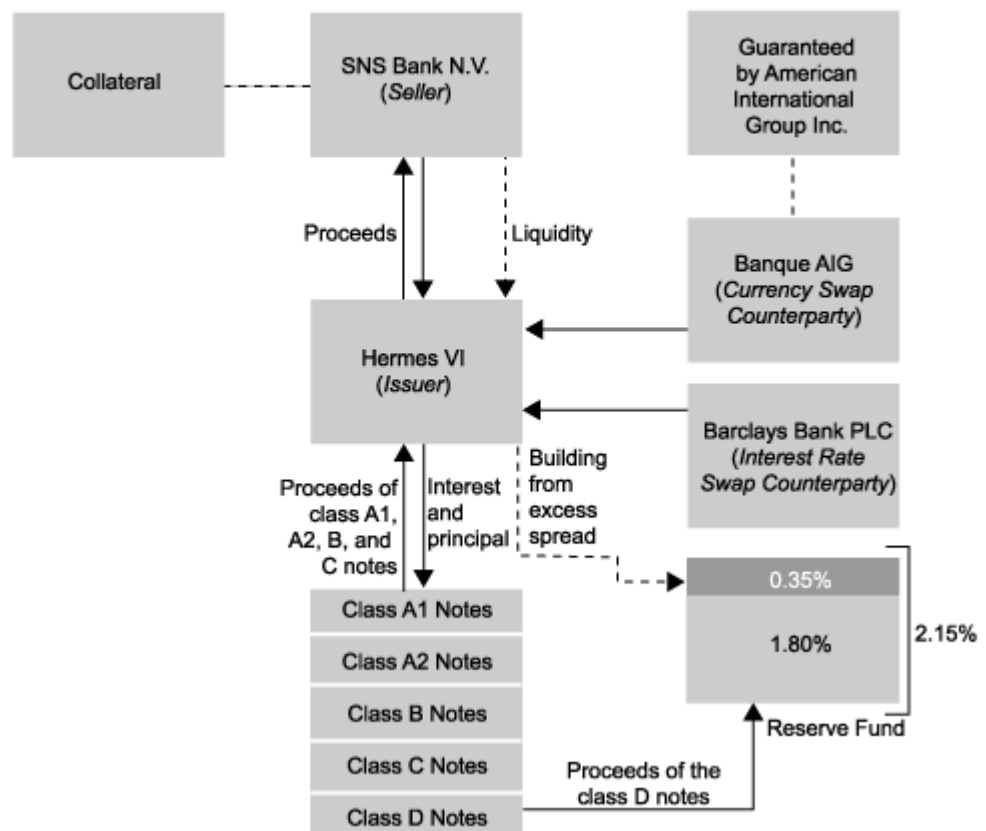 Collateral
SNS Bank N.V.
(Seller)
Guaranteed
by American
International
Group Inc.
Proceeds
Liquidity
Banque AIG
(Currency Swap
Counterparty)
Hermes VI
(Issuer)
Barclays Bank PLC
(Interest Rate
Swap Counterparty)
Proceeds of
class A1,
A2, B, and
C notes
Interest
and
principal
Building
from
excess
spread
0.35%
1.80%
2.15%
Reserve Fund
Class A1 Notes
Class A2 Notes
Class B Notes
Class C Notes
Class D Notes
Proceeds of the
class D notes